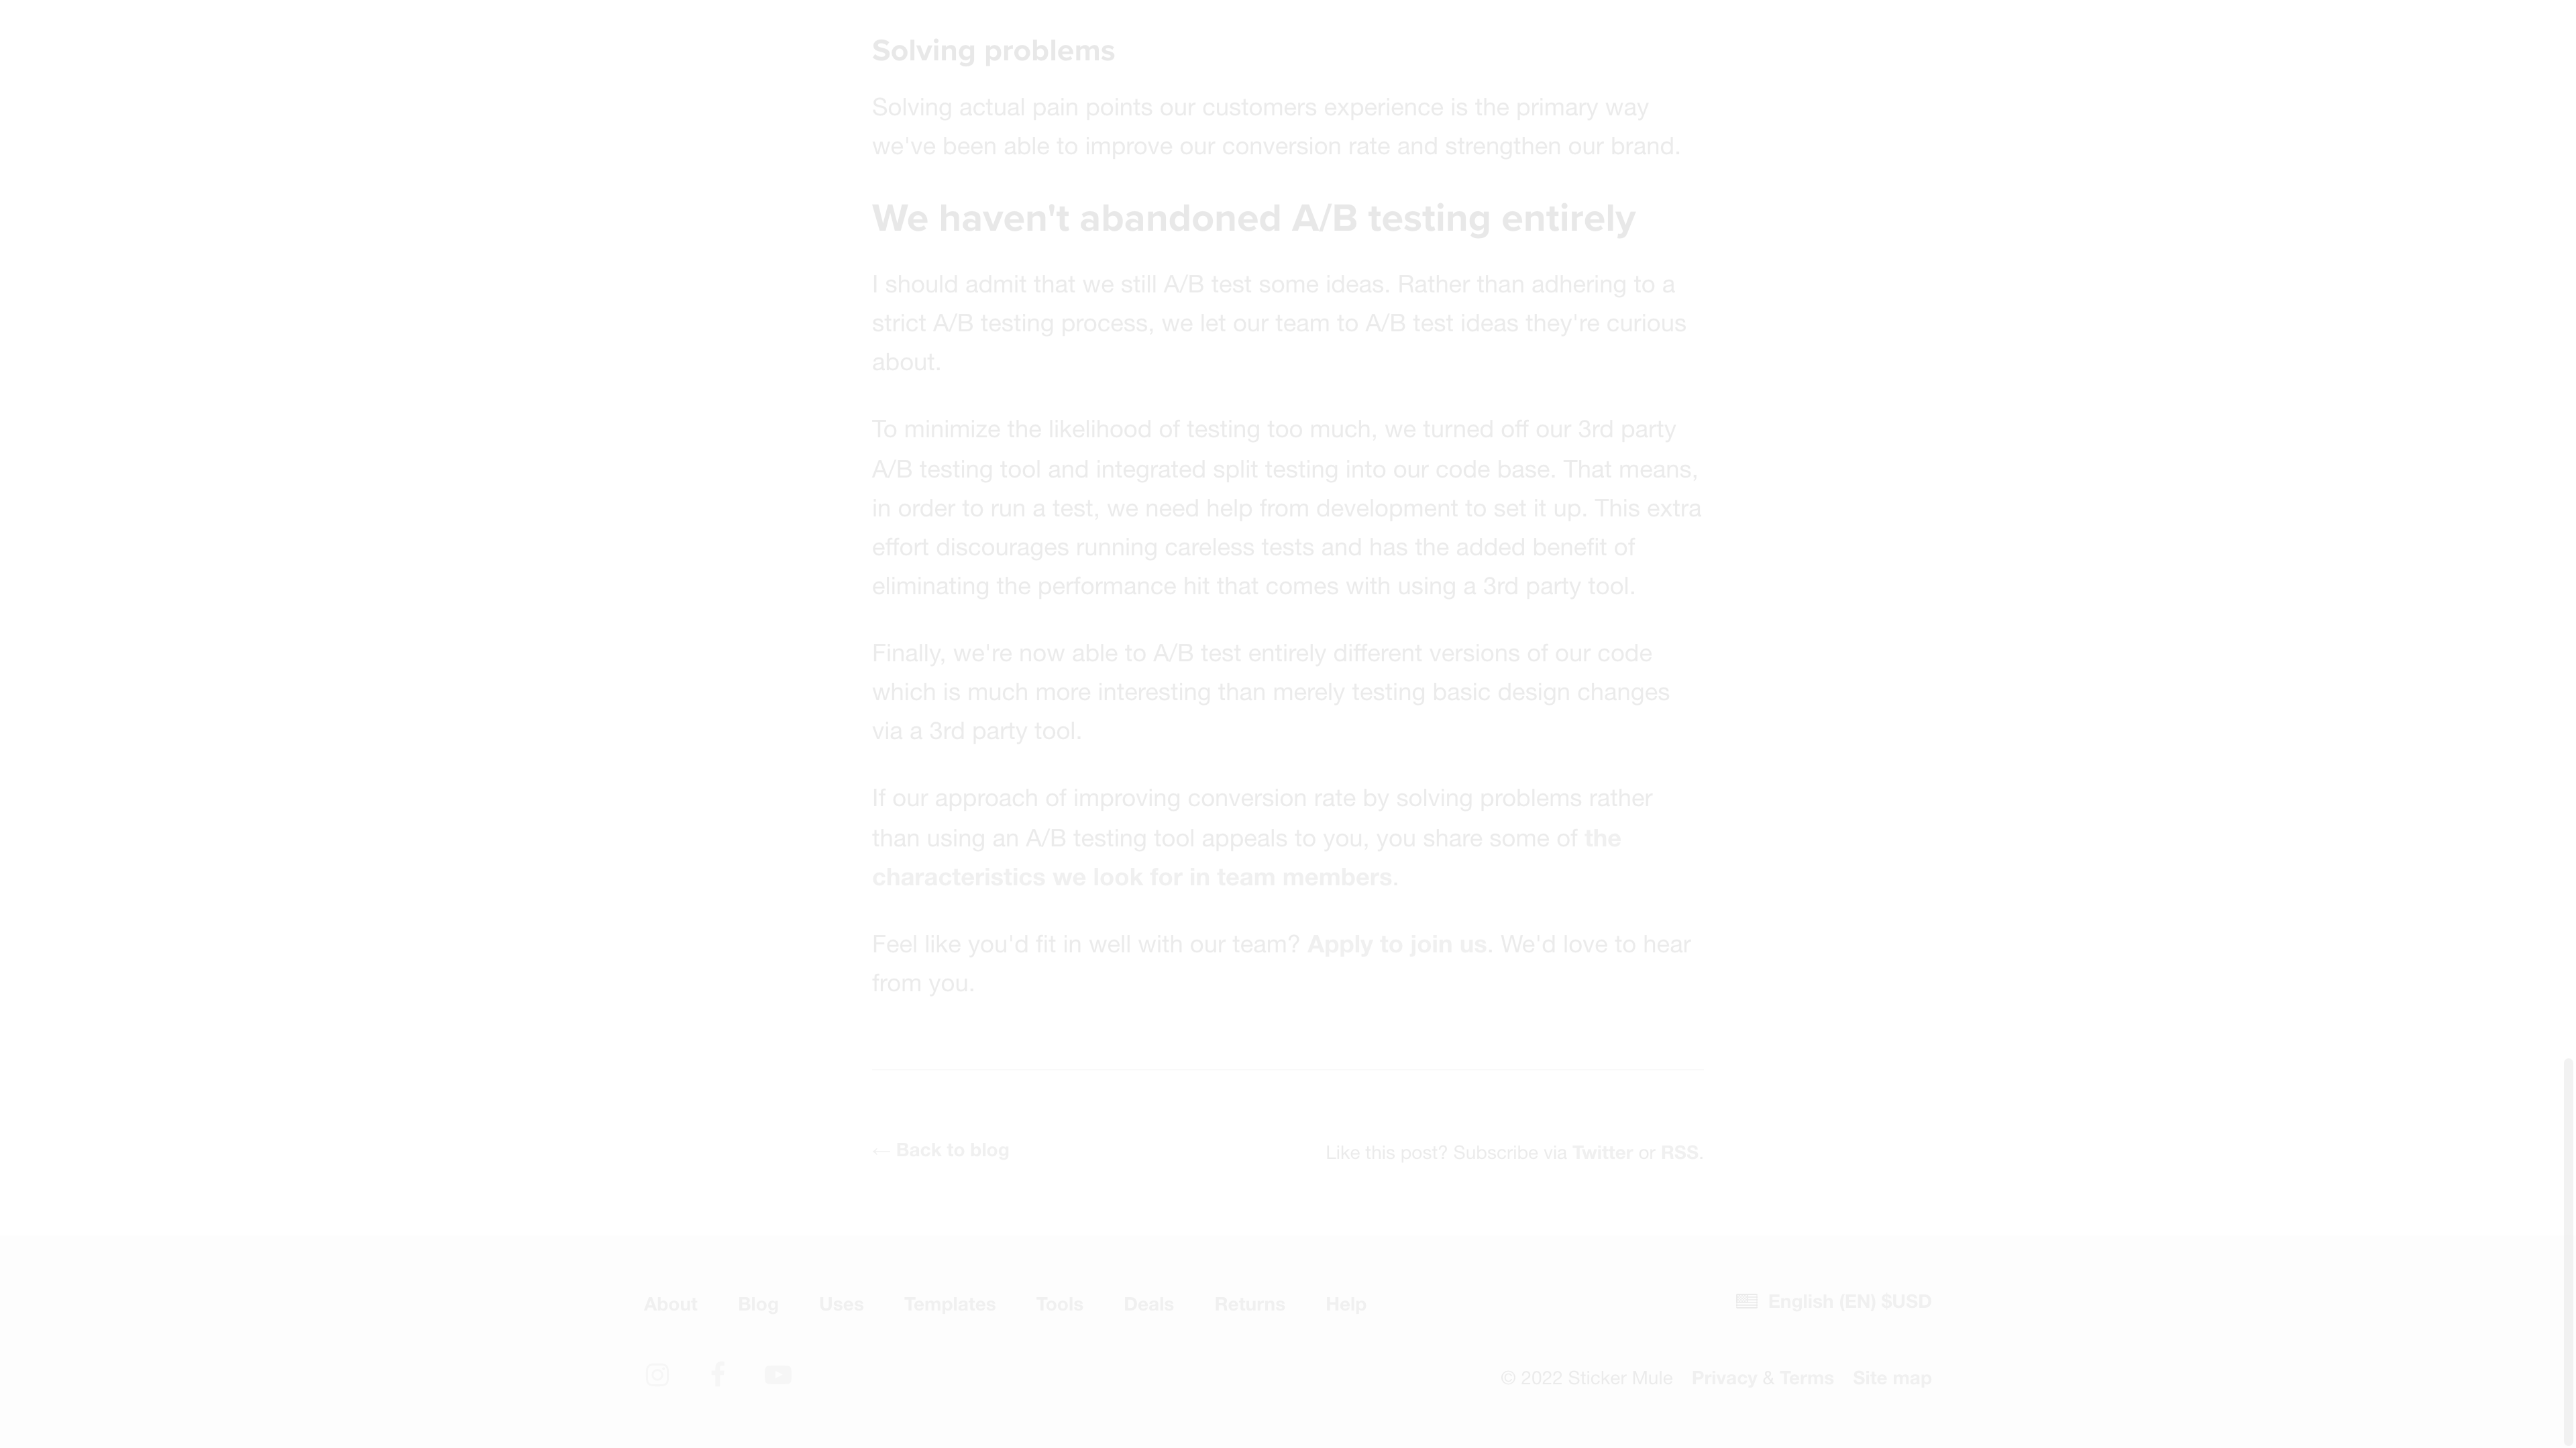 Solving problems
Solving actual pain points our customers experience is the primary way
we've been able to improve our conversion rate and strengthen our brand.
We haven't abandoned A/B testing entirely
I should admit that we still A/B test some ideas. Rather than adhering to a
strict A/B testing process, we let our team to A/B test ideas they're curious
about.
To minimize the likelihood of testing too much, we turned off our 3rd party
A/B testing tool and integrated split testing into our code base. That means,
in order to run a test, we need help from development to set it up. This extra
effort discourages running careless tests and has the added benefit of
eliminating the performance hit that comes with using a 3rd party tool.
Finally, we're now able to A/B test entirely different versions of our code
which is much more interesting than merely testing basic design changes
via a 3rd party tool.
If our approach of improving conversion rate by solving problems rather
than using an A/B testing tool appeals to you, you share some of the
characteristics we look for in team members.
Feel like you'd fit in well with our team? Apply to join us. We'd love to hear
from you.
← Back to blog
Like this post? Subscribe via Twitter or RSS.
About Blog Uses Templates Tools Deals Returns Help
English (EN) $USD
© 2022 Sticker Mule Privacy & Terms Site map